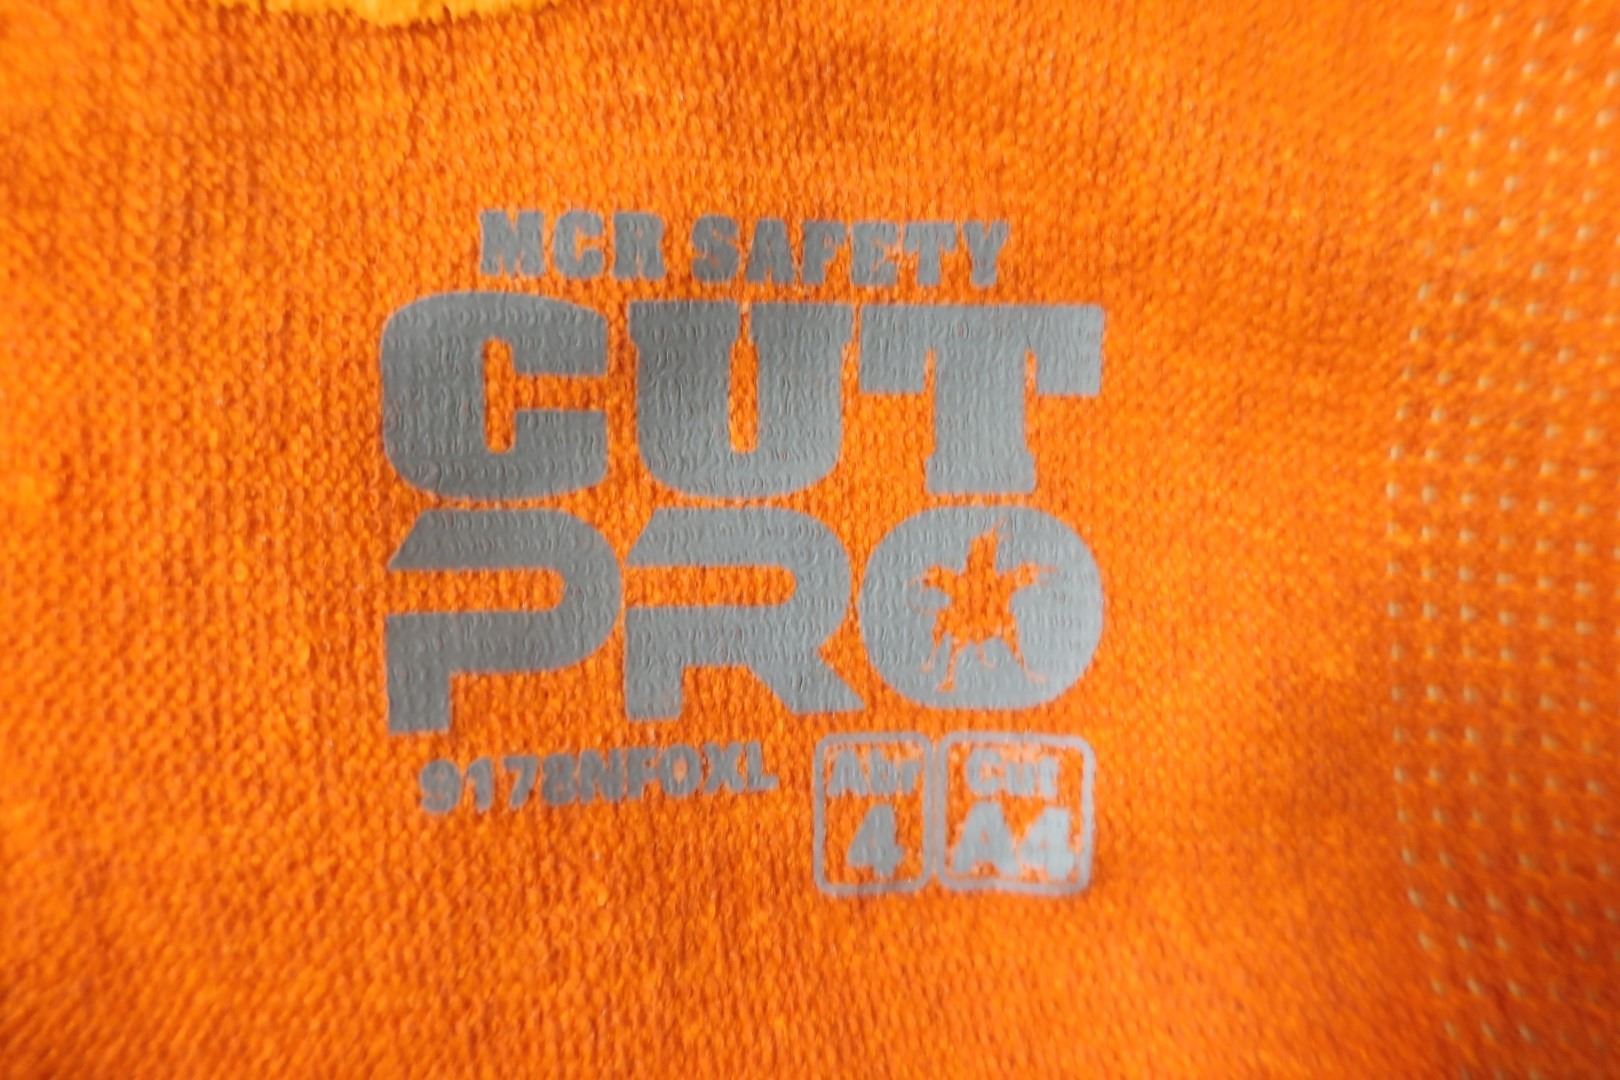 MCR SAFETY
CUT
PRO
9178NFOXL
Abr
4
Cut
A4